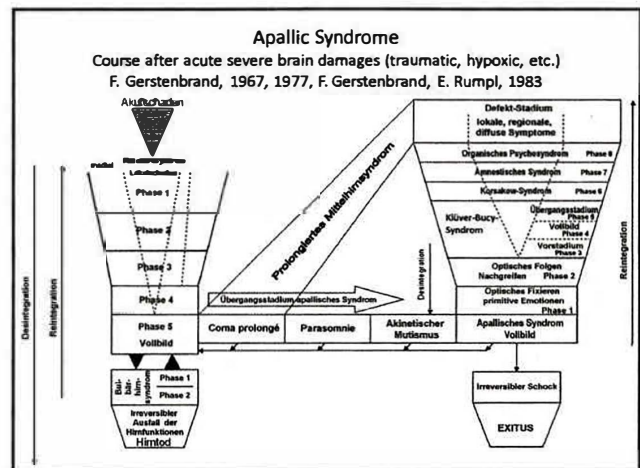 Apallic Syndrome
Course after acute severe brain damages (traumatic, hypoxic, etc.)
F. Gerstenbrand, 1967, 1977, F. Gerstenbrand, E. Rumpl, 1983
Akutschaden
Phase 1
Phase 2
Phase 3
Phase 4
Phase 5
Vollbild
Desintegration
Reintegration
Bul-
bär-
hirn-
syndrom
Phase 1
Phase 2
Irreversibler
Ausfall der
Hirnfunktionen
Hirntod
Prolongiertes Mittelhirnsyndrom
Übergangsstadium apallisches Syndrom
Coma prolongé
Parasomnie
Akinetischer
Mutismus
Apallisches Syndrom
Vollbild
Desintegration
Defekt-Stadium
lokale, regionale,
diffuse Symptome
Organisches Psychosyndrom Phase 8
Amnestisches Syndrom Phase 7
Korsakow-Syndrom Phase 6
Klüver-Bucy-
Syndrom
Übergangsstadium
Phase 5
Vollbild
Phase 4
Vorstadium
Phase 3
Optisches Folgen
Nachgreifen Phase 2
Optisches Fixieren
primitive Emotionen
Phase 1
Reintegration
Irreversibler Schock
EXITUS